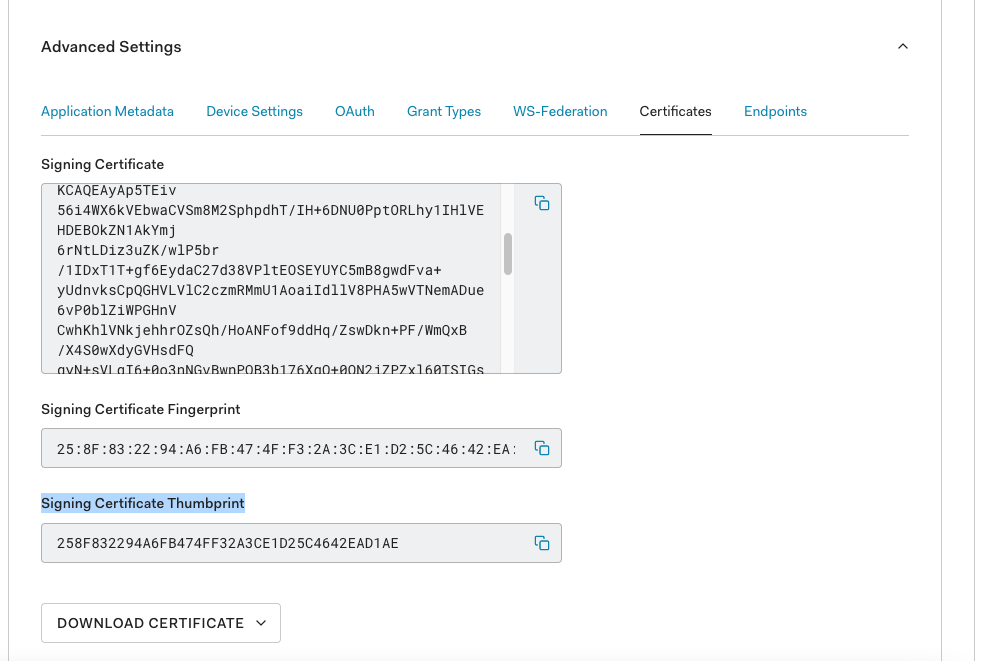 Advanced Settings
Application Metadata Device Settings OAuth Grant Types WS-Federation Certificates Endpoints
Signing Certificate
KCAQEAyAp5TEiv
56i4WX6kVEbwaCVSm8M2SphpdhT/IH+6DNU0PptORLhy1IHlVE
HDEBOkZN1AkYmj
6rNtLDiz3uZK/wlP5br
/1IDxT1T+gf6EydaC27d38VPltEOSEYUYC5mB8gwdFva+
yUdnvksCpQGHVLVlC2czmRMmU1AoaiIdllV8PHA5wVTNemADue
6vP0blZiWPGHnV
CwhKhlVNkjehhrOZsQh/HoANFof9ddHq/ZswDkn+PF/WmQxB
/X4S0wXdyGVHsdFQ
Signing Certificate Fingerprint
25:8F:83:22:94:A6:FB:47:4F:F3:2A:3C:E1:D2:5C:46:42:EA:
Signing Certificate Thumbprint
258F832294A6FB474FF32A3CE1D25C4642EAD1AE
DOWNLOAD CERTIFICATE